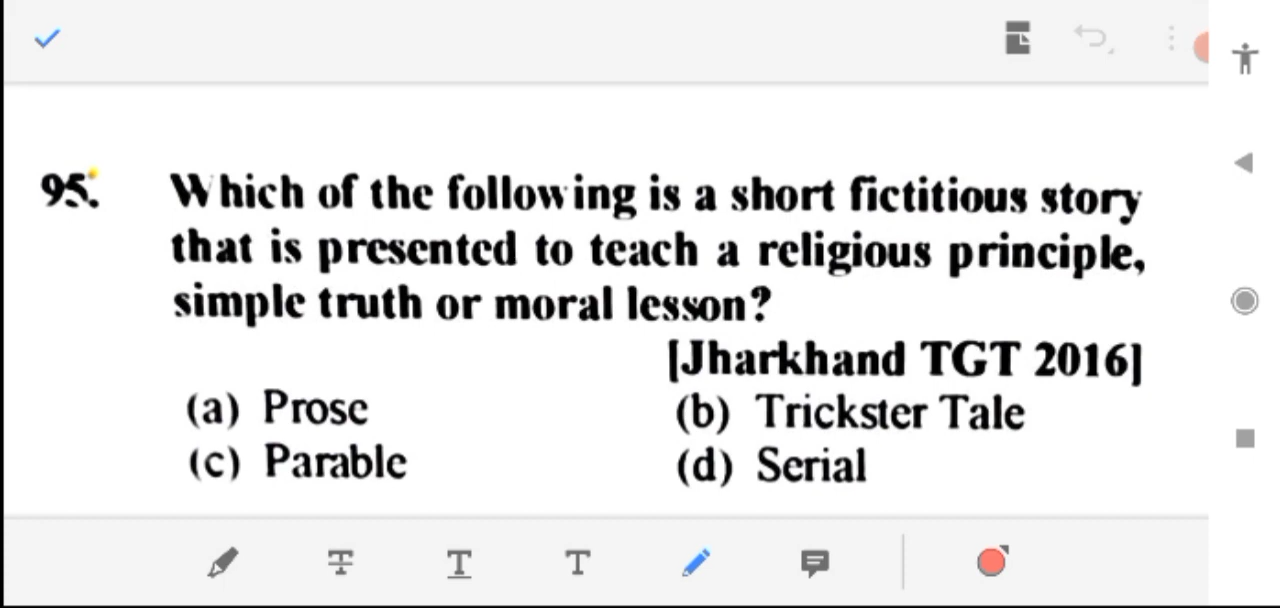 95. Which of the following is a short fictitious story
that is presented to teach a religious principle,
simple truth or moral lesson?
[Jharkhand TGT 2016]
(a) Prose (b) Trickster Tale
(c) Parable (d) Serial